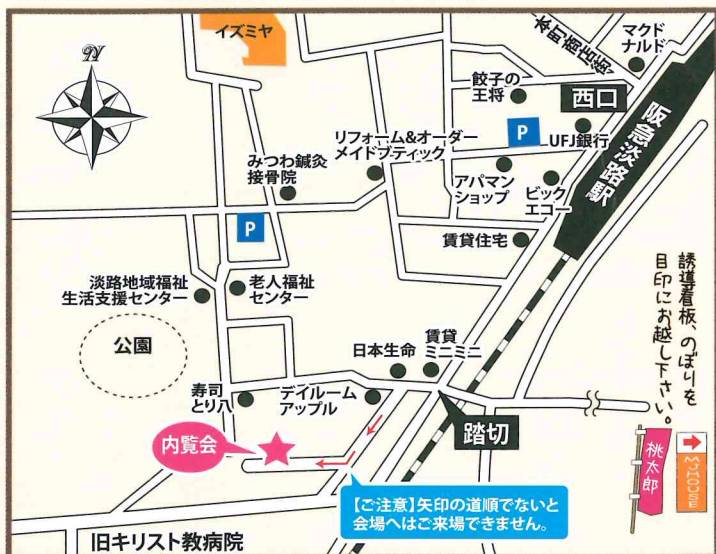 イズミヤ
本町商店街
マクド
ナルド
N
餃子の
王将
西口
阪急淡路駅
P
UFJ銀行
リフォーム&オーダー
メイドブティック
みつわ鍼灸
接骨院
アパマン
ショップ
ビック
エコー
P
賃貸住宅
誘導看板、のぼりを
目印にお越し下さい。
淡路地域福祉
生活支援センター
老人福祉
センター
公園
日本生命
賃貸
ミニミニ
寿司
とり八
デイルーム
アップル
踏切
内覧会
桃太郎
MJHOUSE
【ご注意】矢印の道順でないと
会場へはご来場できません。
旧キリスト教病院